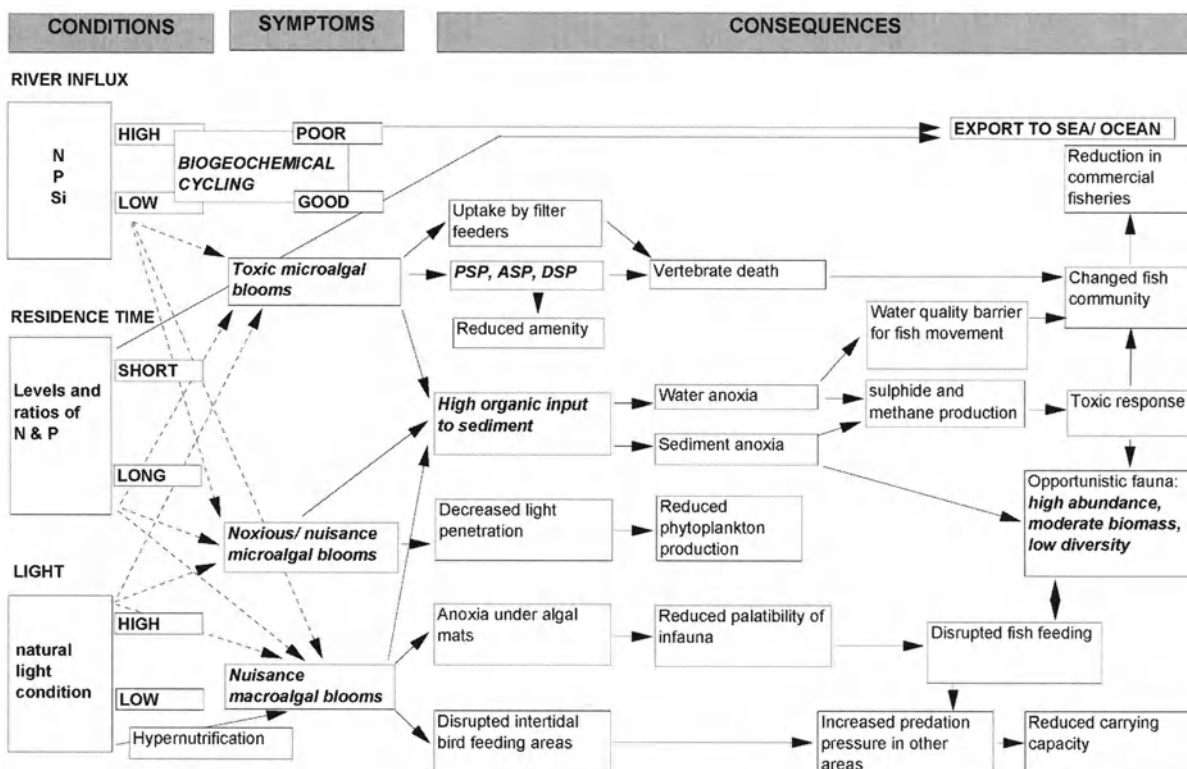 CONDITIONS
SYMPTOMS
CONSEQUENCES
RIVER INFLUX
N
P
Si
HIGH
LOW
BIOGEOCHEMICAL
CYCLING
POOR
GOOD
EXPORT TO SEA/ OCEAN
Reduction in
commercial
fisheries
Uptake by filter
feeders
Toxic microalgal
blooms
PSP, ASP, DSP
Vertebrate death
Changed fish
community
Reduced amenity
Water quality barrier
for fish movement
RESIDENCE TIME
Levels and
ratios of
N & P
SHORT
LONG
High organic input
to sediment
Water anoxia
Sediment anoxia
sulphide and
methane production
Toxic response
Opportunistic fauna:
high abundance,
moderate biomass,
low diversity
Noxious/ nuisance
microalgal blooms
Decreased light
penetration
Reduced
phytoplankton
production
LIGHT
natural
light
condition
HIGH
LOW
Hypernutrification
Nuisance
macroalgal blooms
Anoxia under algal
mats
Reduced palatibility of
infauna
Disrupted fish feeding
Disrupted intertidal
bird feeding areas
Increased predation
pressure in other
areas
Reduced carrying
capacity